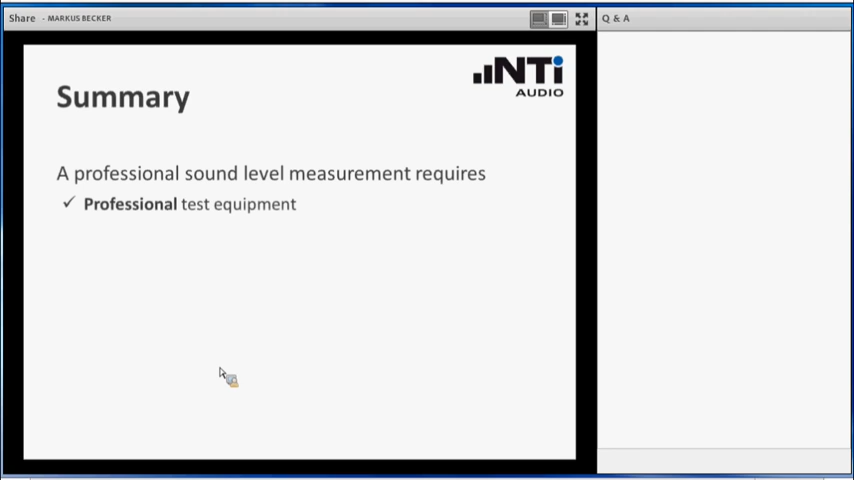 Share - MARKUS BECKER
Q & A
NTi
AUDIO
Summary
A professional sound level measurement requires
✓ Professional test equipment